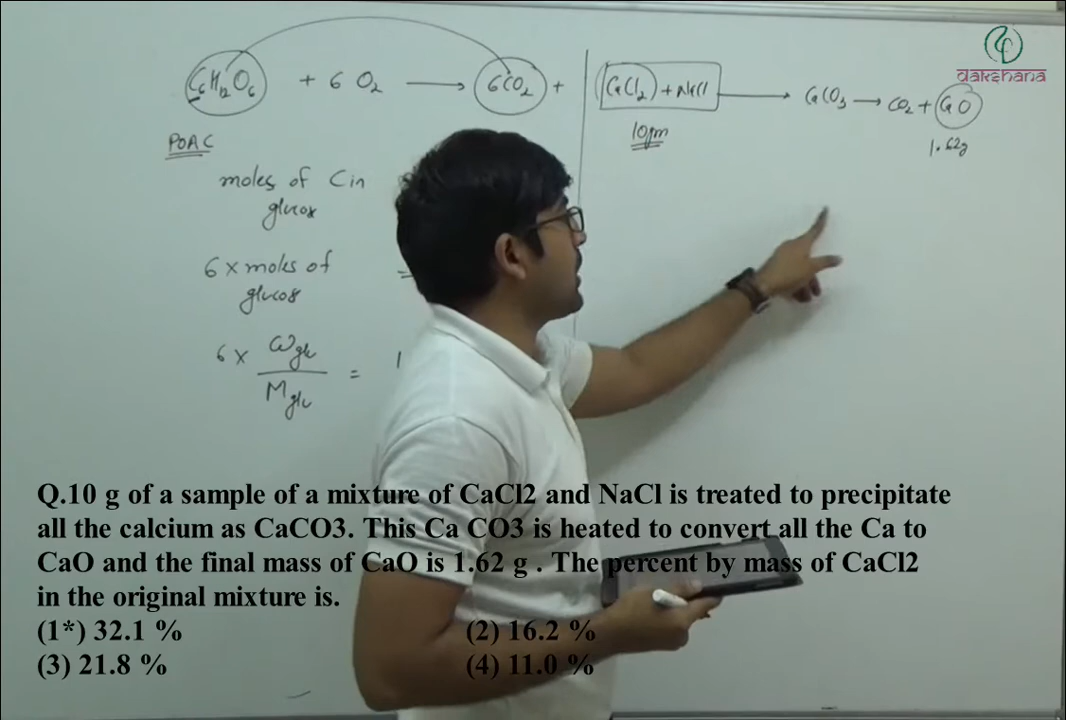 dakshana
C6H12O6 + 6 O2 → 6CO2 +
CaCl2 + NaCl → CaCO3 → CO2 + CaO
10gm
1.62g
POAC
moles of C in
glucox
6 x moles of =
glucos
6 x ωglu / Mglu = 1
Q.10 g of a sample of a mixture of CaCl2 and NaCl is treated to precipitate
all the calcium as CaCO3. This Ca CO3 is heated to convert all the Ca to
CaO and the final mass of CaO is 1.62 g . The percent by mass of CaCl2
in the original mixture is.
(1*) 32.1 % (2) 16.2 %
(3) 21.8 % (4) 11.0 %